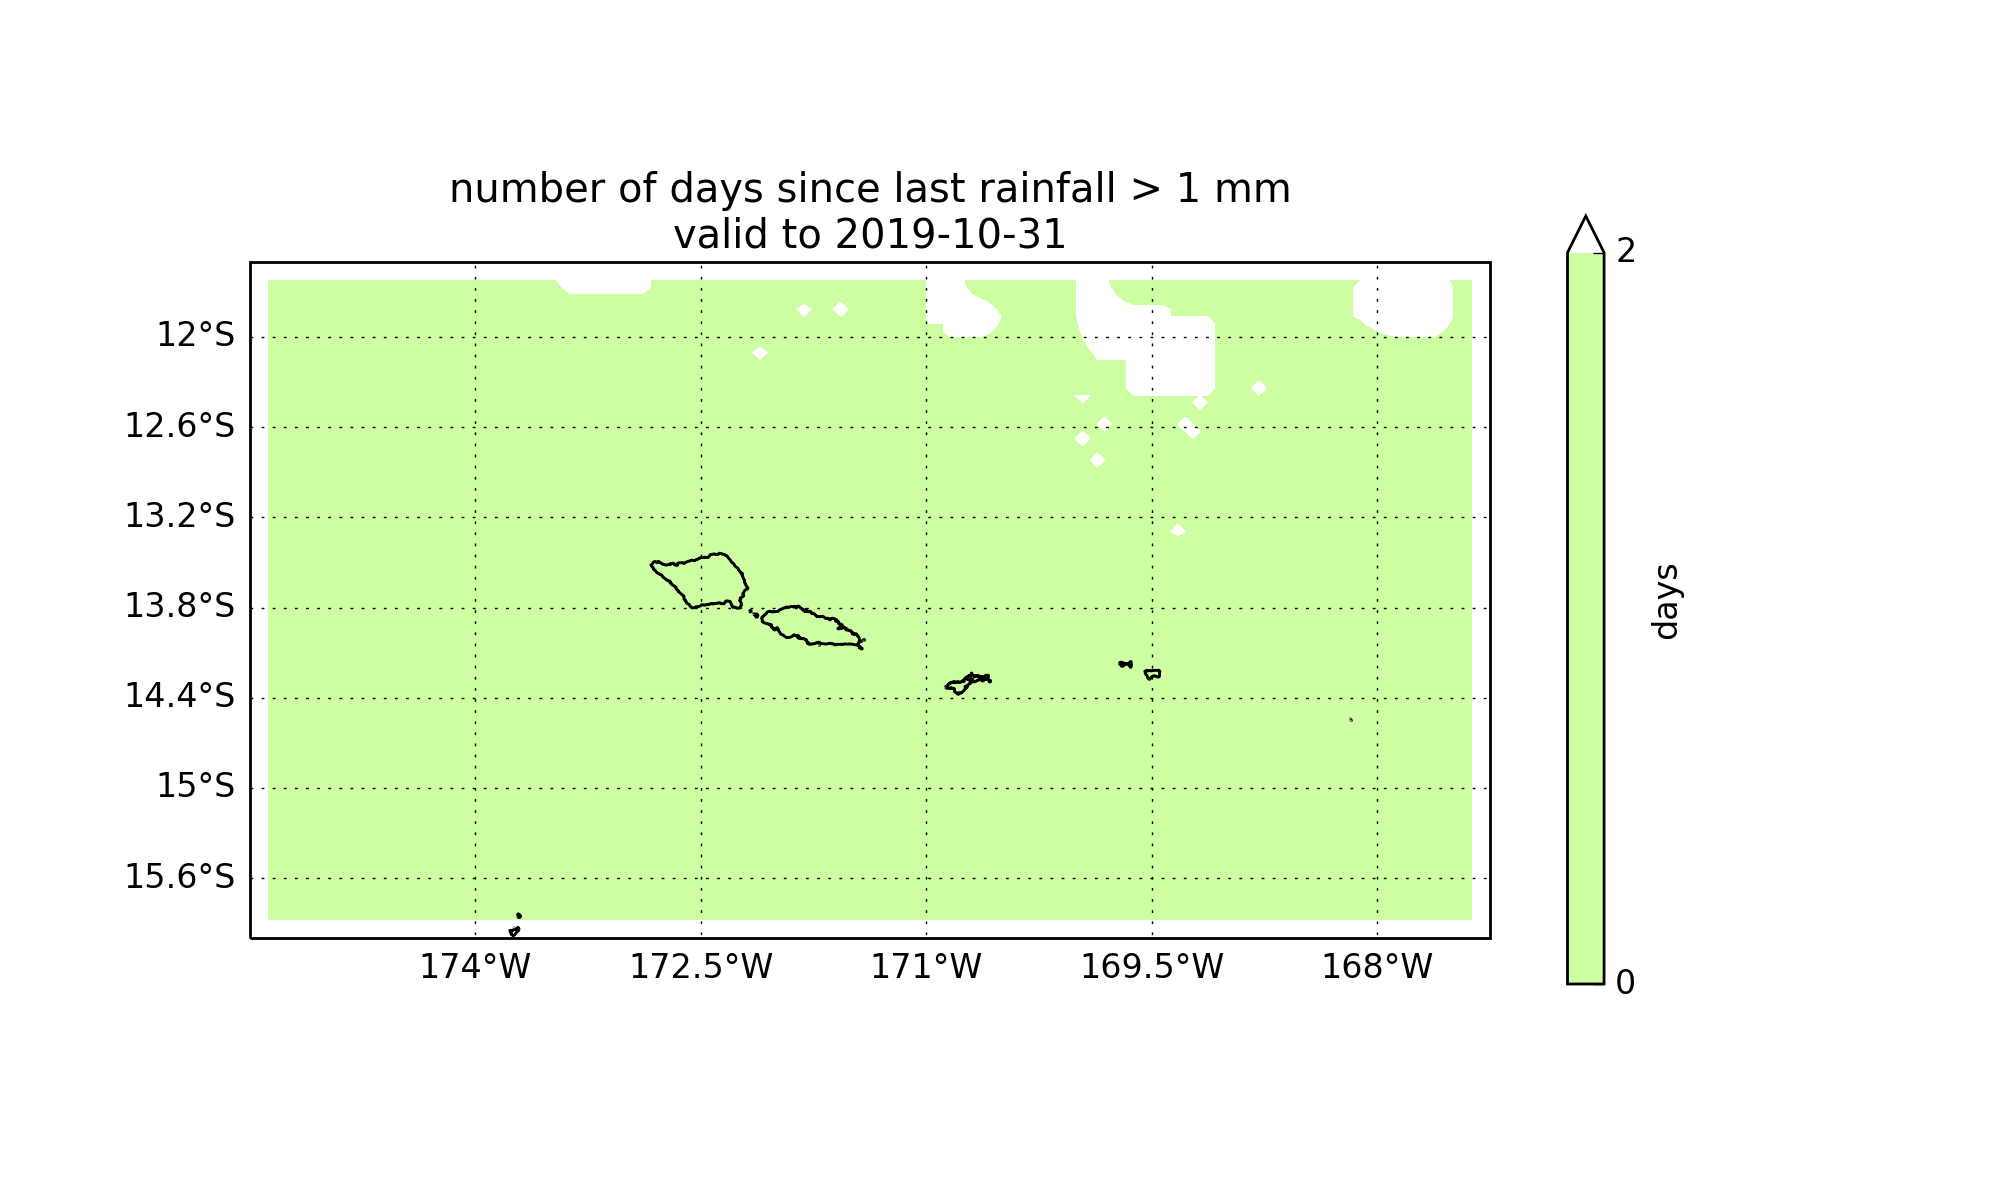 number of days since last rainfall > 1 mm
valid to 2019-10-31
2
12°S
12.6°S
13.2°S
13.8°S
14.4°S
15°S
15.6°S
days
174°W 172.5°W 171°W 169.5°W 168°W
0